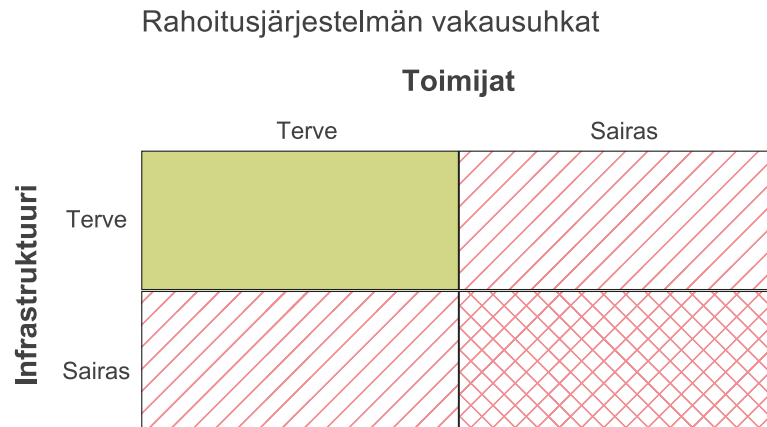 Rahoitusjärjestelmän vakausuhkat
Toimijat
Terve Sairas
Infrastruktuuri
Terve
Sairas